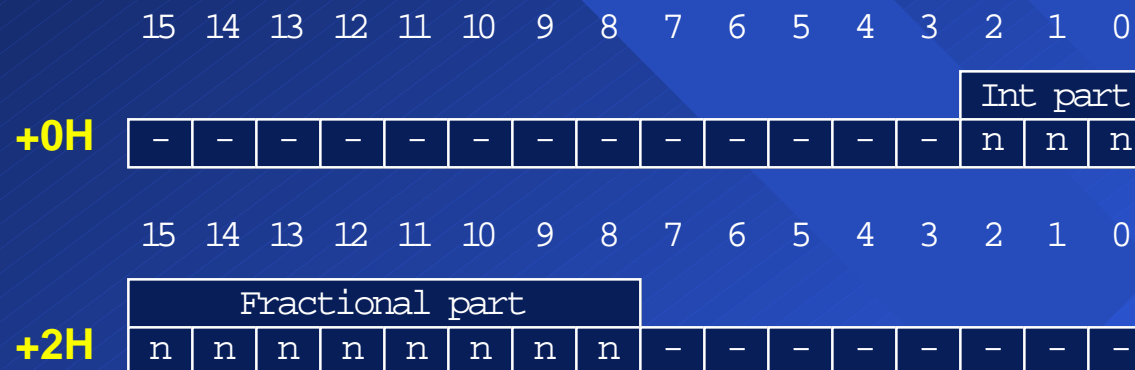 15 14 13 12 11 10 9 8 7 6 5 4 3 2 1 0
Int part
+0H - - - - - - - - - - - - - n n n
15 14 13 12 11 10 9 8 7 6 5 4 3 2 1 0
Fractional part
+2H n n n n n n n n - - - - - - - -